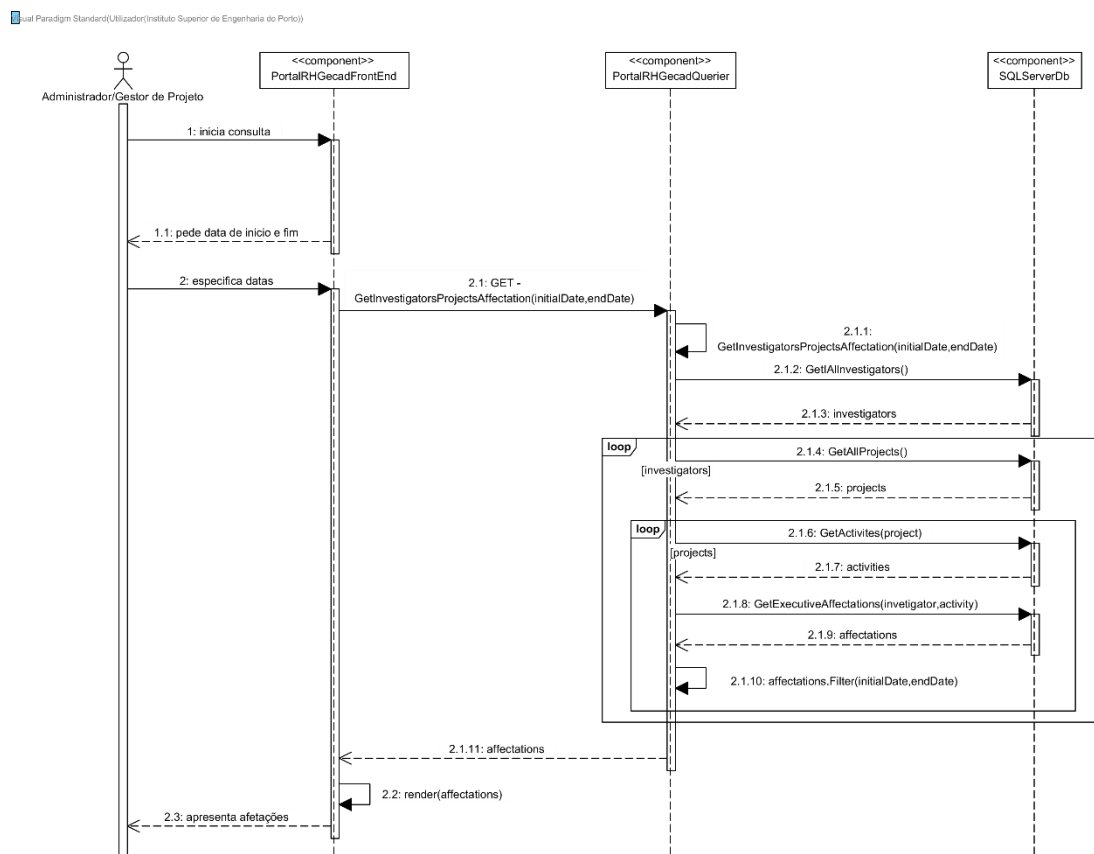 sual Paradigm Standard(Utilizador(Instituto Superior de Engenharia do Porto))
<<component>>
PortalRHGecadFrontEnd
<<component>>
PortalRHGecadQuerier
<<component>>
SQLServerDb
Administrador/Gestor de Projeto
1: inicia consulta
1.1: pede data de inicio e fim
2: especifica datas
2.1: GET -
GetInvestigatorsProjectsAffectation(initialDate,endDate)
2.1.1:
GetInvestigatorsProjectsAffectation(initialDate,endDate)
2.1.2: GetlAllnvestigators()
2.1.3: investigators
loop
2.1.4: GetAllProjects()
[investigators]
2.1.5: projects
loop
2.1.6: GetActivites(project)
[projects]
2.1.7: activities
2.1.8: GetExecutiveAffectations(invetigator,activity)
2.1.9: affectations
2.1.10: affectations.Filter(initialDate,endDate)
2.1.11: affectations
2.2: render(affectations)
2.3: apresenta afetações